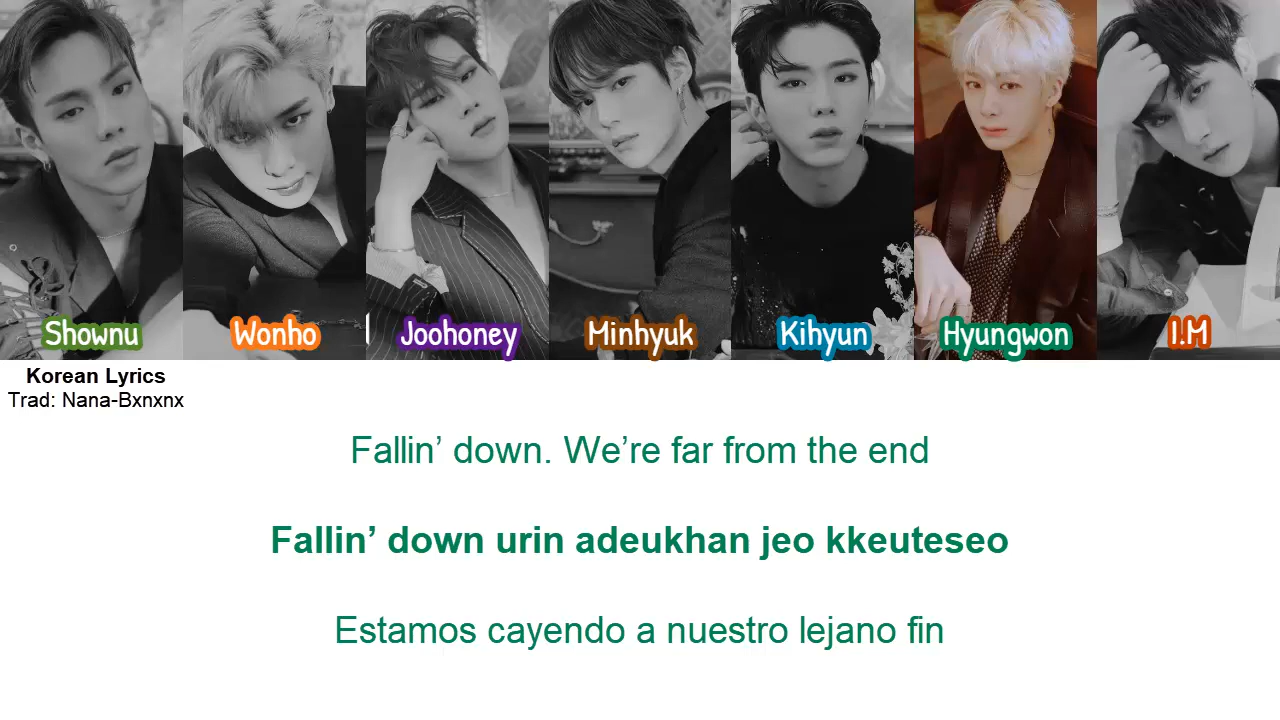 Shownu
Wonho
Joohoney
Minhyuk
Kihyun
Hyungwon
I.M
Korean Lyrics
Trad: Nana-Bxnxnx
Fallin’ down. We’re far from the end
Fallin’ down urin adeukhan jeo kkeuteseo
Estamos cayendo a nuestro lejano fin